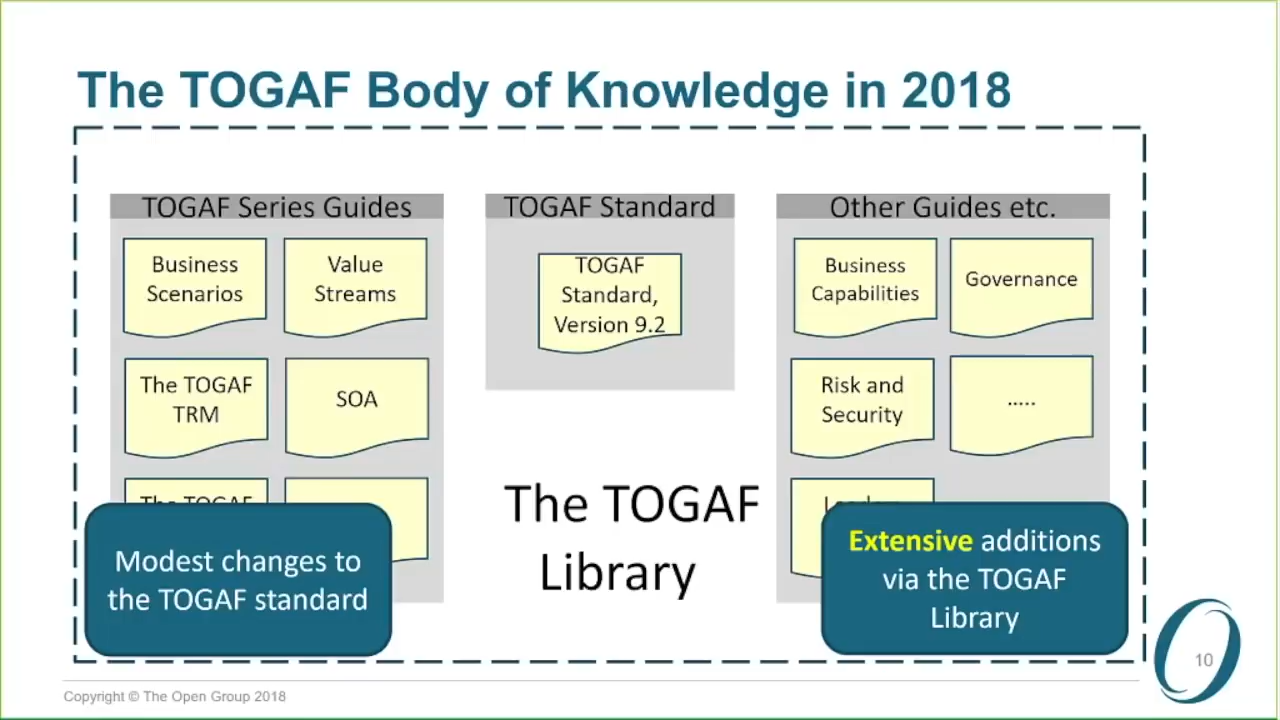 The TOGAF Body of Knowledge in 2018
TOGAF Series Guides
Business
Scenarios
Value
Streams
The TOGAF
TRM
SOA
The TOGAF
Modest changes to
the TOGAF standard
TOGAF Standard
TOGAF
Standard,
Version 9.2
The TOGAF
Library
Other Guides etc.
Business
Capabilities
Governance
Risk and
Security
.....
Extensive additions
via the TOGAF
Library
10
Copyright © The Open Group 2018